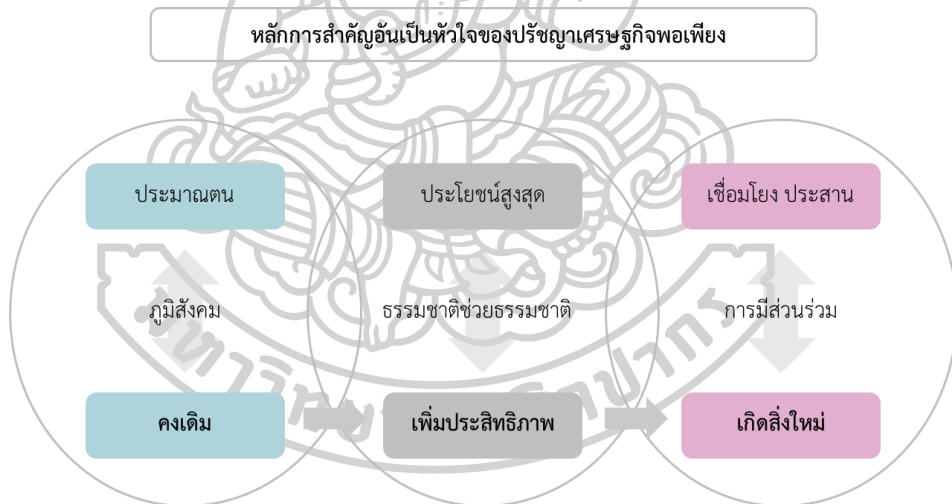 หลักการสำคัญอันเป็นหัวใจของปรัชญาเศรษฐกิจพอเพียง
ประมาณตน
ประโยชน์สูงสุด
เชื่อมโยง ประสาน
ภูมิสังคม
ธรรมชาติช่วยธรรมชาติ
การมีส่วนร่วม
คงเดิม
เพิ่มประสิทธิภาพ
เกิดสิ่งใหม่